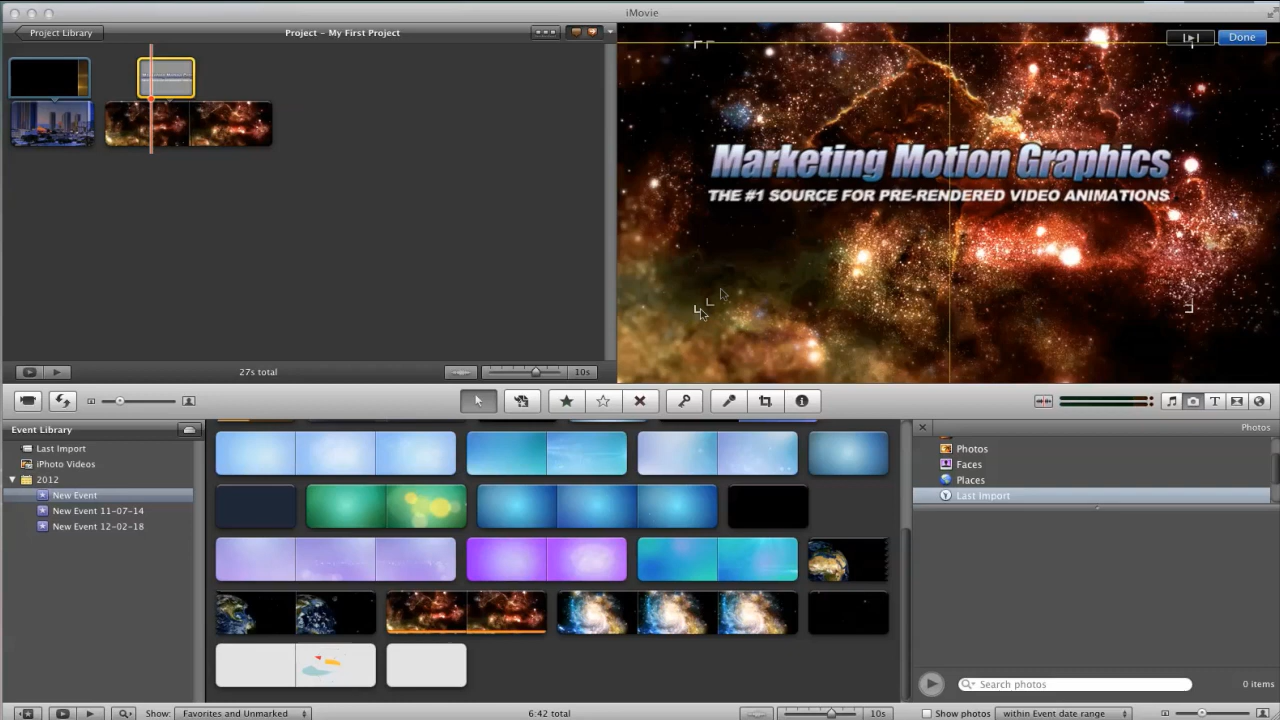 iMovie
Project Library
Project - My First Project
Done
Marketing Motion Graphics
THE #1 SOURCE FOR PRE-RENDERED VIDEO ANIMATIONS
27s total
10s
Event Library
Last Import
iPhoto Videos
2012
New Event
New Event 11-07-14
New Event 12-02-18
Photos
Photos
Faces
Places
Last Import
Search photos
0 items
Show: Favorites and Unmarked
6:42 total
10s
Show photos
within Event date range